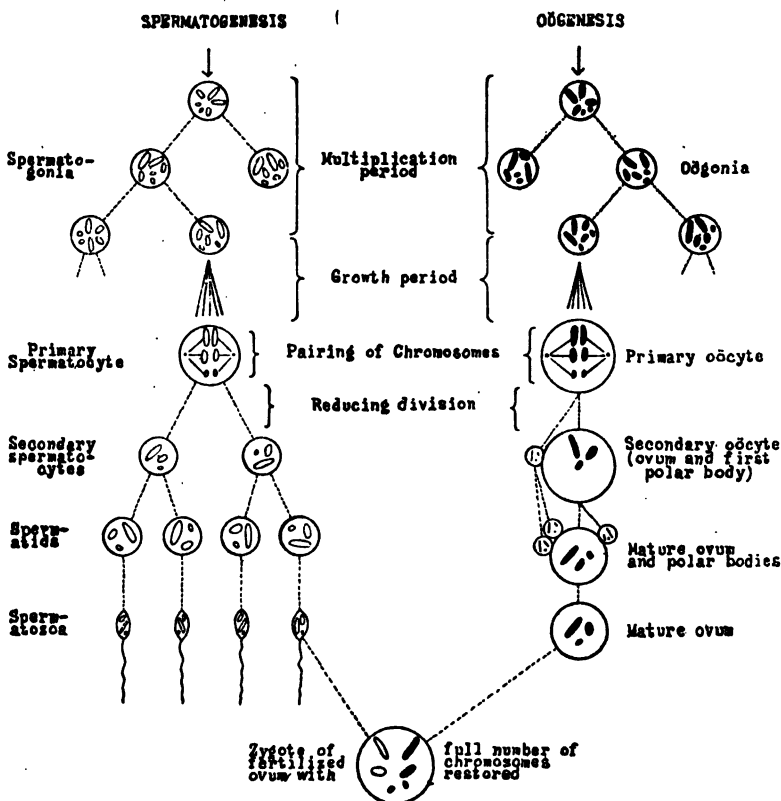 SPERMATOGENESIS
OÖGENESIS
Spermato-
gonia
Multiplication
period
Oögonia
Growth period
Primary
Spermatocyte
Pairing of Chromosomes
Primary oöcyte
Reducing division
Secondary
spermato-
cytes
Secondary oöcyte
(ovum and first
polar body)
Sperm-
atids
Mature ovum
and polar bodies
Sperm-
atozoa
Mature ovum
Zygote of
fertilized
ovum with
full number of
chromosomes
restored